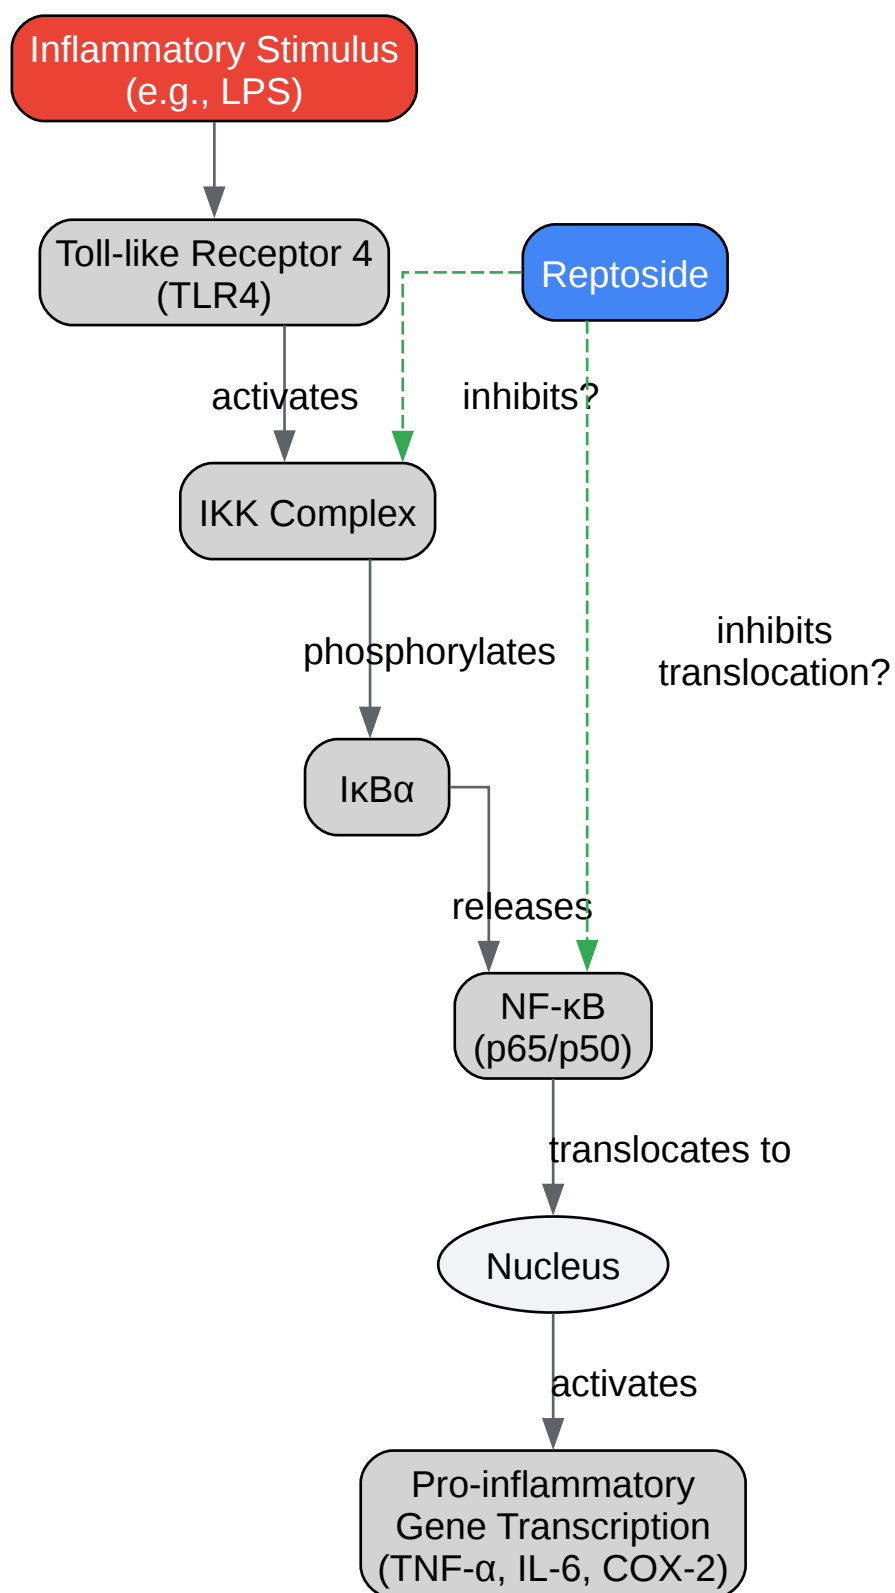 Inflammatory Stimulus
(e.g., LPS)
Toll-like Receptor 4
(TLR4)
Reptoside
activates
inhibits?
IKK Complex
phosphorylates
inhibits
translocation?
IκBα
releases
NF-κB
(p65/p50)
translocates to
Nucleus
activates
Pro-inflammatory
Gene Transcription
(TNF-α, IL-6, COX-2)